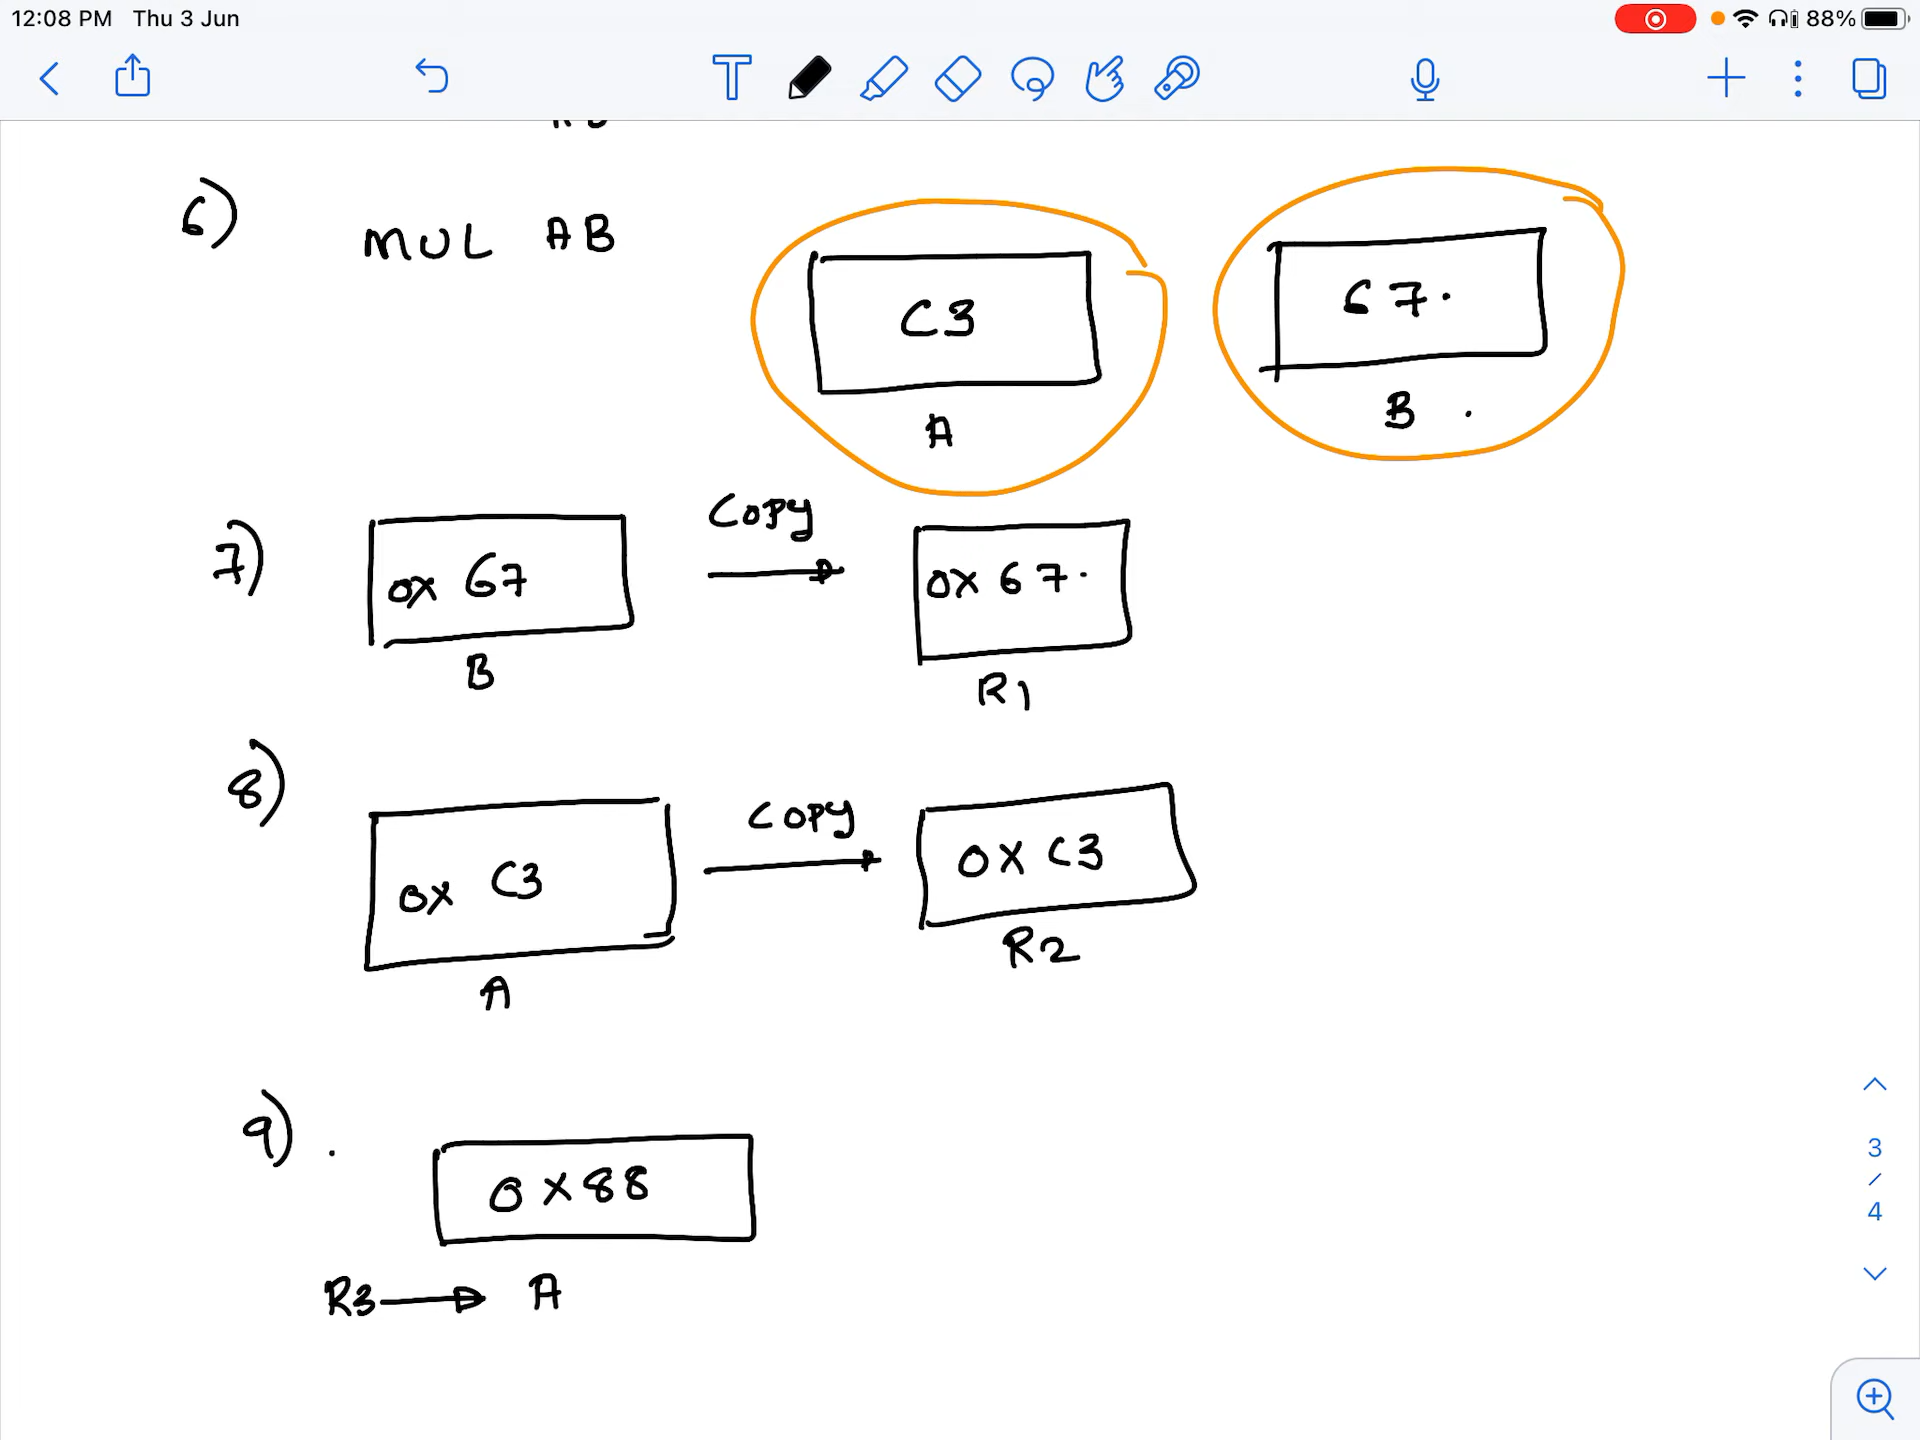 12:08 PM Thu 3 Jun
88%
6) MUL AB
C3
67.
A
B .
7) 0x 67 Copy 0x 67.
B
R1
8) 0x C3 Copy 0x C3
A
R2
9) . 0x88
R3 → A
3
/
4